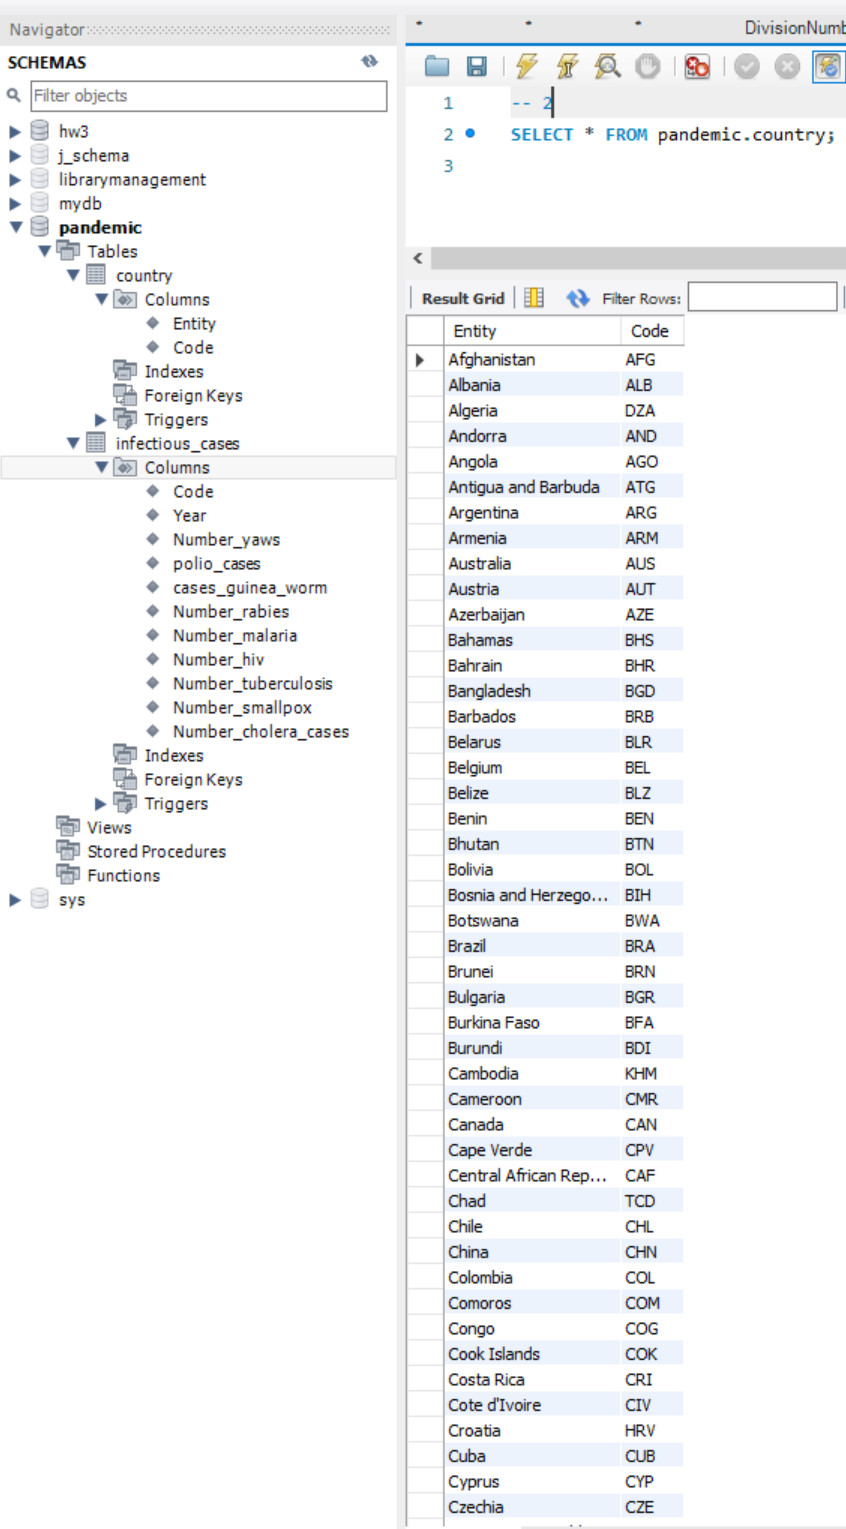 Navigator
SCHEMAS
Filter objects
hw3
j_schema
librarymanagement
mydb
pandemic
Tables
country
Columns
Entity
Code
Indexes
Foreign Keys
Triggers
infectious_cases
Columns
Code
Year
Number_yaws
polio_cases
cases_guinea_worm
Number_rabies
Number_malaria
Number_hiv
Number_tuberculosis
Number_smallpox
Number_cholera_cases
Indexes
Foreign Keys
Triggers
Views
Stored Procedures
Functions
sys
* * * DivisionNumb
1 -- 2
2 SELECT * FROM pandemic.country;
3
Result Grid Filter Rows:
Entity Code
Afghanistan AFG
Albania ALB
Algeria DZA
Andorra AND
Angola AGO
Antigua and Barbuda ATG
Argentina ARG
Armenia ARM
Australia AUS
Austria AUT
Azerbaijan AZE
Bahamas BHS
Bahrain BHR
Bangladesh BGD
Barbados BRB
Belarus BLR
Belgium BEL
Belize BLZ
Benin BEN
Bhutan BTN
Bolivia BOL
Bosnia and Herzego... BIH
Botswana BWA
Brazil BRA
Brunei BRN
Bulgaria BGR
Burkina Faso BFA
Burundi BDI
Cambodia KHM
Cameroon CMR
Canada CAN
Cape Verde CPV
Central African Rep... CAF
Chad TCD
Chile CHL
China CHN
Colombia COL
Comoros COM
Congo COG
Cook Islands COK
Costa Rica CRI
Cote d'Ivoire CIV
Croatia HRV
Cuba CUB
Cyprus CYP
Czechia CZE